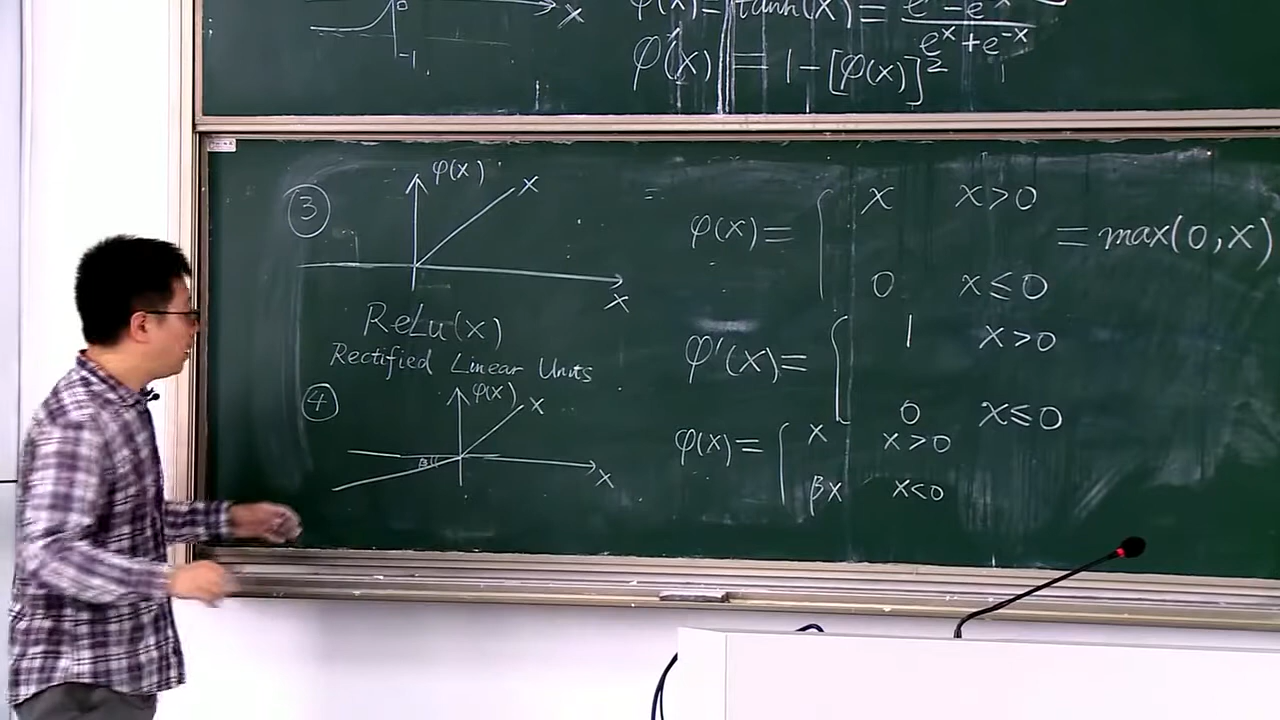 φ(x) = tanh(x) = e^x - e^-x / e^x + e^-x
0 x
-1
φ'(x) = 1 - [φ(x)]^2
③ φ(x) x
x
ReLu(x)
Rectified Linear Units
φ(x) = { x x>0
0 x≤0
= max(0, x)
φ'(x) = { 1 x>0
0 x≤0
④ φ(x) x
β x
φ(x) = { x x>0
βx x<0